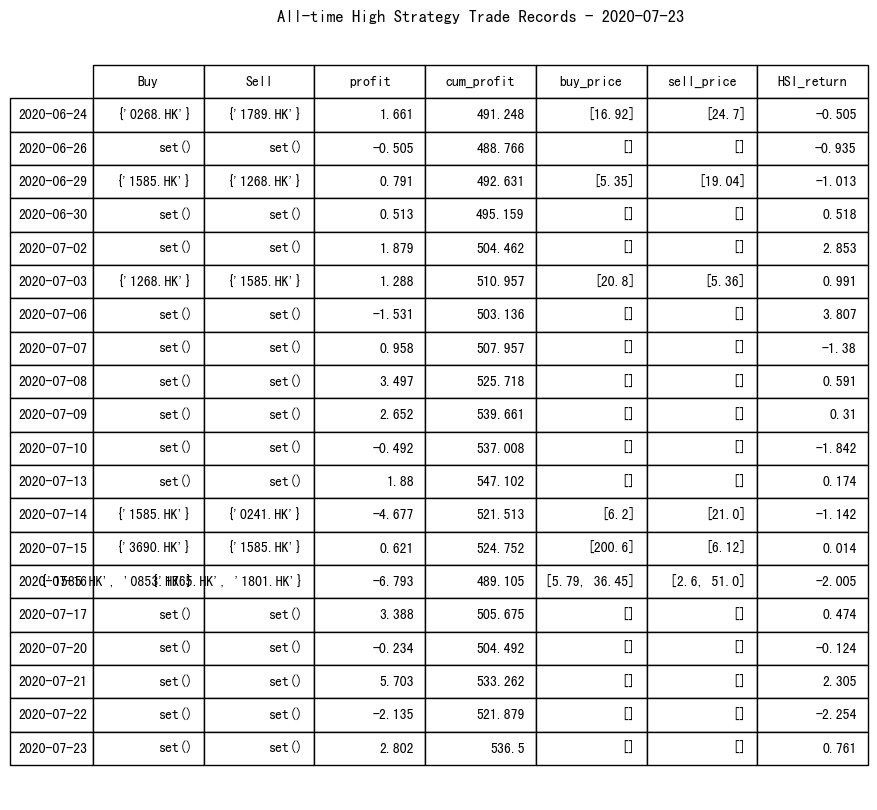 All-time High Strategy Trade Records - 2020-07-23
Buy Sell profit cum_profit buy_price sell_price HSI_return
2020-06-24 {'0268.HK'} {'1789.HK'} 1.661 491.248 [16.92] [24.7] -0.505
2020-06-26 set() set() -0.505 488.766 [] [] -0.935
2020-06-29 {'1585.HK'} {'1268.HK'} 0.791 492.631 [5.35] [19.04] -1.013
2020-06-30 set() set() 0.513 495.159 [] [] 0.518
2020-07-02 set() set() 1.879 504.462 [] [] 2.853
2020-07-03 {'1268.HK'} {'1585.HK'} 1.288 510.957 [20.8] [5.36] 0.991
2020-07-06 set() set() -1.531 503.136 [] [] 3.807
2020-07-07 set() set() 0.958 507.957 [] [] -1.38
2020-07-08 set() set() 3.497 525.718 [] [] 0.591
2020-07-09 set() set() 2.652 539.661 [] [] 0.31
2020-07-10 set() set() -0.492 537.008 [] [] -1.842
2020-07-13 set() set() 1.88 547.102 [] [] 0.174
2020-07-14 {'1585.HK'} {'0241.HK'} -4.677 521.513 [6.2] [21.0] -1.142
2020-07-15 {'3690.HK'} {'1585.HK'} 0.621 524.752 [200.6] [6.12] 0.014
'1801.HK'} -6.793 489.105 [5.79, 36.45] [2.6, 51.0] -2.005
2020-07-17 set() set() 3.388 505.675 [] [] 0.474
2020-07-20 set() set() -0.234 504.492 [] [] -0.124
2020-07-21 set() set() 5.703 533.262 [] [] 2.305
2020-07-22 set() set() -2.135 521.879 [] [] -2.254
2020-07-23 set() set() 2.802 536.5 [] [] 0.761